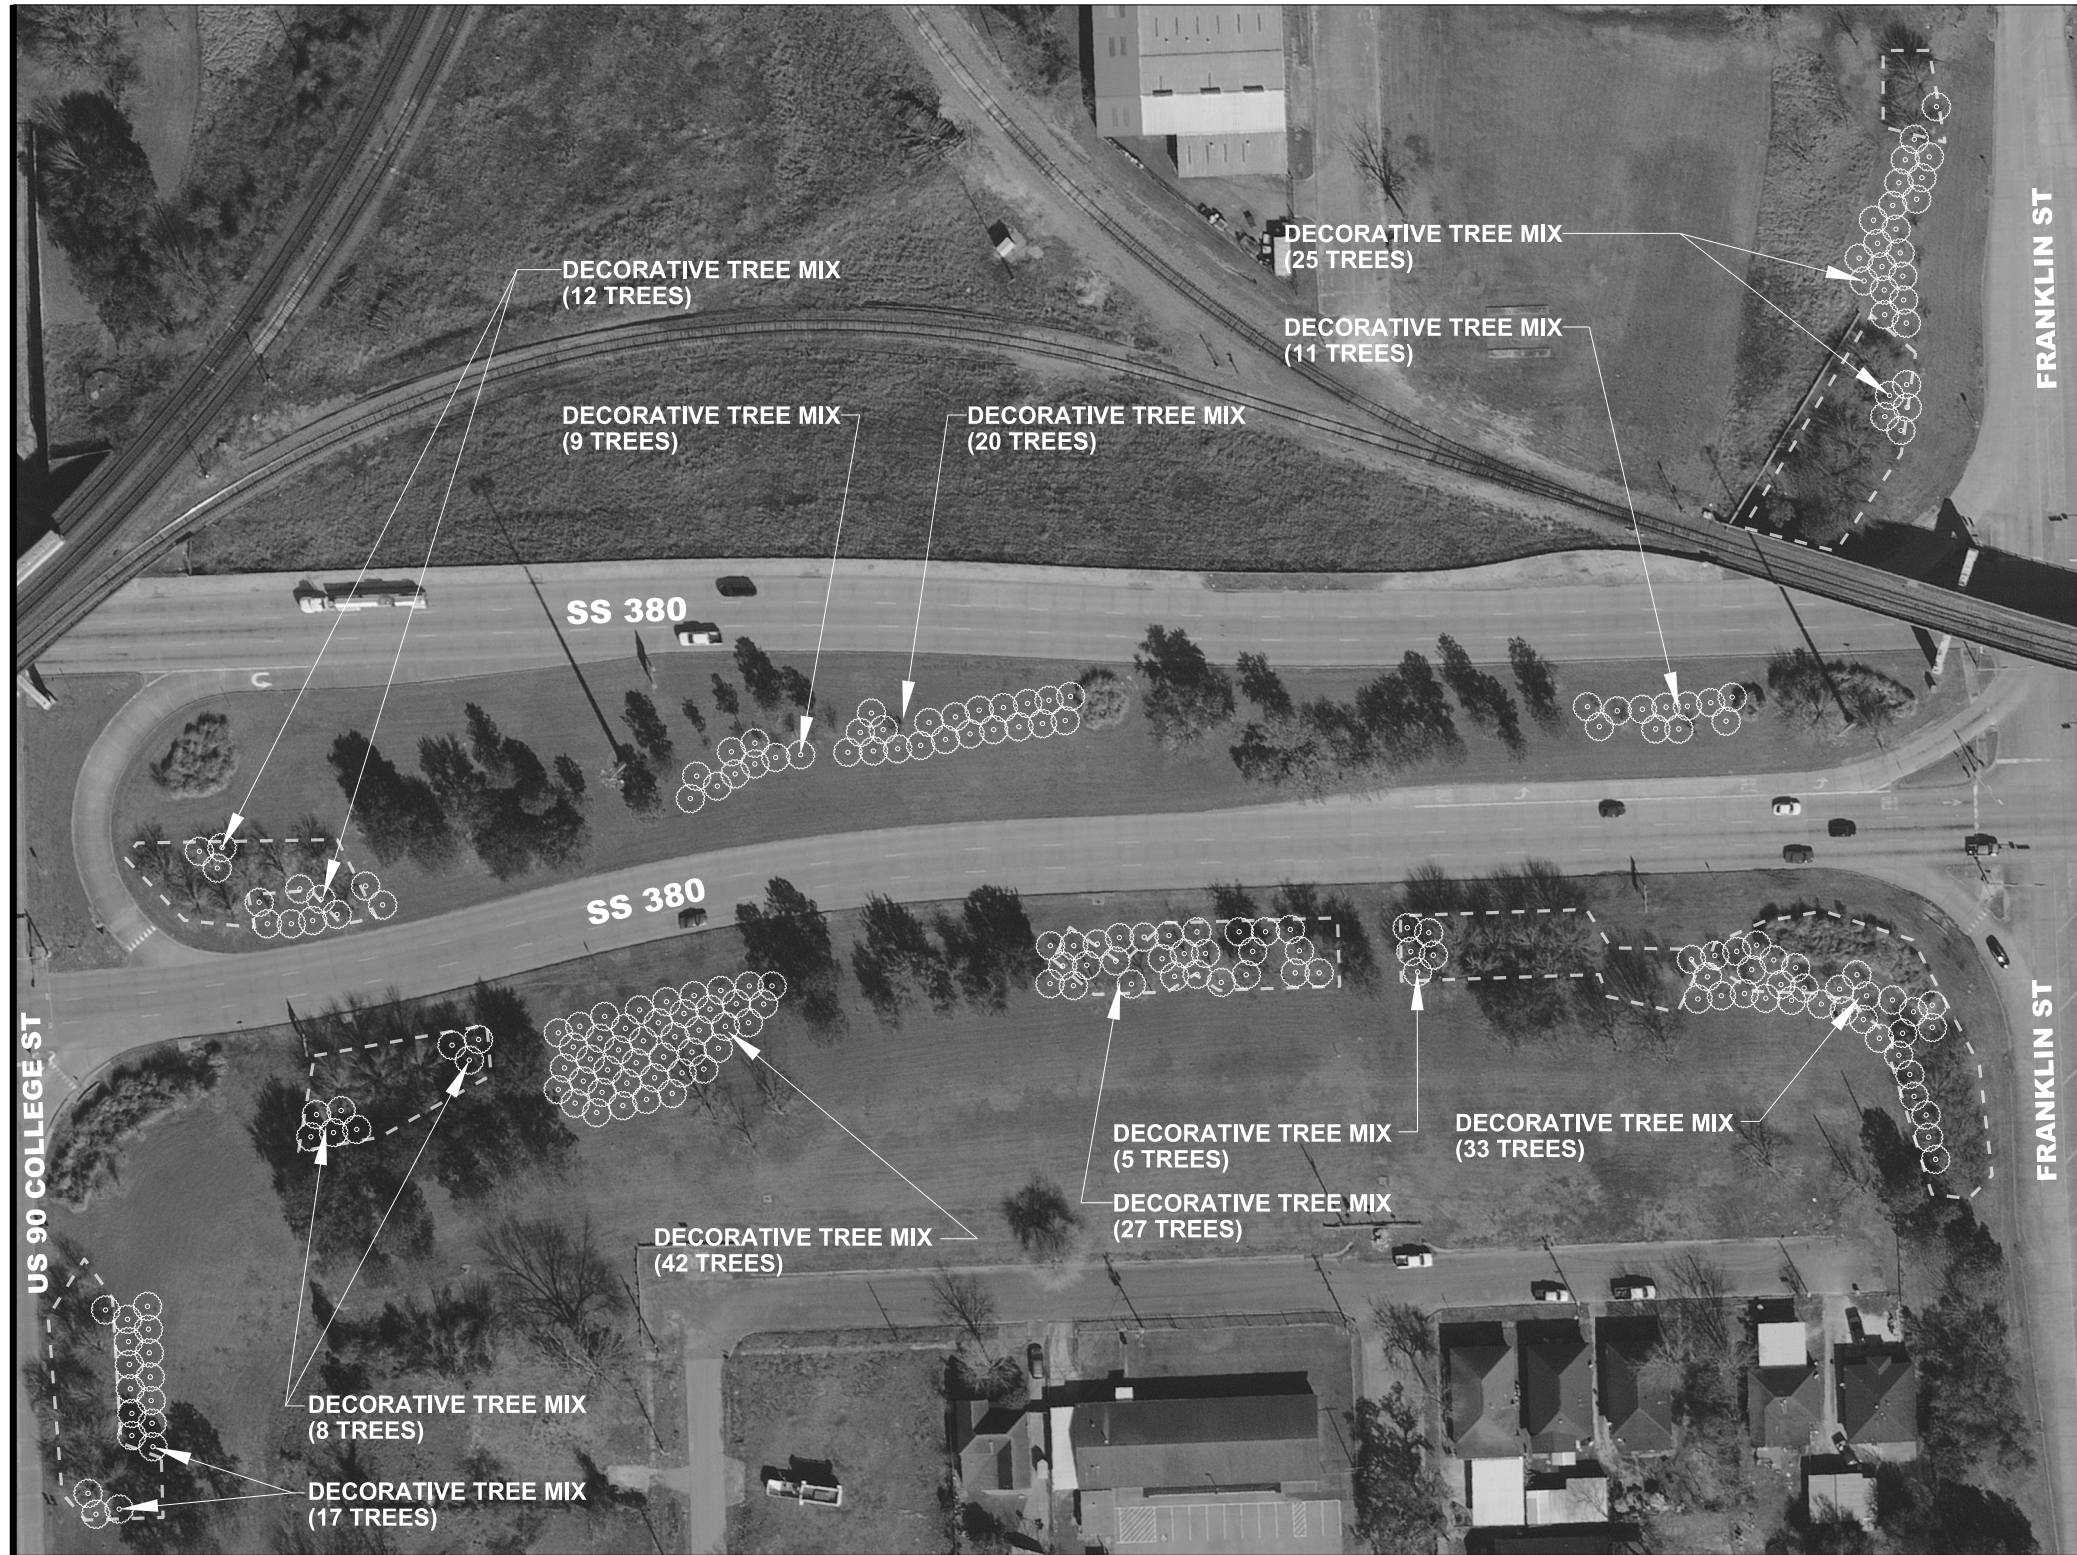 DECORATIVE TREE MIX
(25 TREES)
FRANKLIN ST
DECORATIVE TREE MIX
(12 TREES)
DECORATIVE TREE MIX
(11 TREES)
DECORATIVE TREE MIX
(9 TREES)
DECORATIVE TREE MIX
(20 TREES)
SS 380
SS 380
US 90 COLLEGE ST
FRANKLIN ST
DECORATIVE TREE MIX
(5 TREES)
DECORATIVE TREE MIX
(33 TREES)
DECORATIVE TREE MIX
(27 TREES)
DECORATIVE TREE MIX
(42 TREES)
DECORATIVE TREE MIX
(8 TREES)
DECORATIVE TREE MIX
(17 TREES)